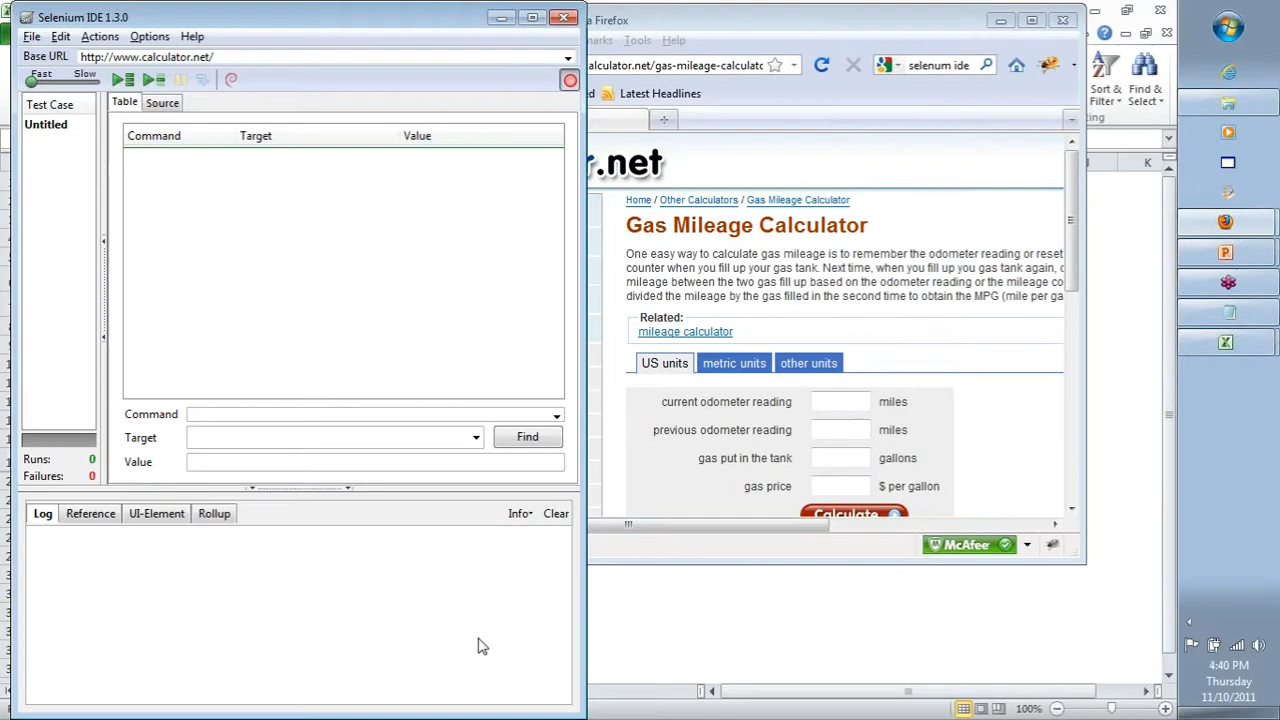 Selenium IDE 1.3.0
File Edit Actions Options Help
Base URL http://www.calculator.net/
Fast Slow
Test Case
Untitled
Table Source
Command Target Value
Command
Target Find
Value
Runs: 0
Failures: 0
Log Reference UI-Element Rollup Info Clear
a Firefox
Tools Help
alculator.net/gas-mileage-calculatc
selenum ide
Latest Headlines
r.net
Home / Other Calculators / Gas Mileage Calculator
Gas Mileage Calculator
One easy way to calculate gas mileage is to remember the odometer reading or reset
counter when you fill up your gas tank. Next time, when you fill up you gas tank again,
mileage between the two gas fill up based on the odometer reading or the mileage co
divided the mileage by the gas filled in the second time to obtain the MPG (mile per ga
Related:
mileage calculator
US units metric units other units
current odometer reading miles
previous odometer reading miles
gas put in the tank gallons
gas price $ per gallon
Calculate
McAfee
Sort & Filter
Find & Select
ting
K
100%
4:40 PM
Thursday
11/10/2011